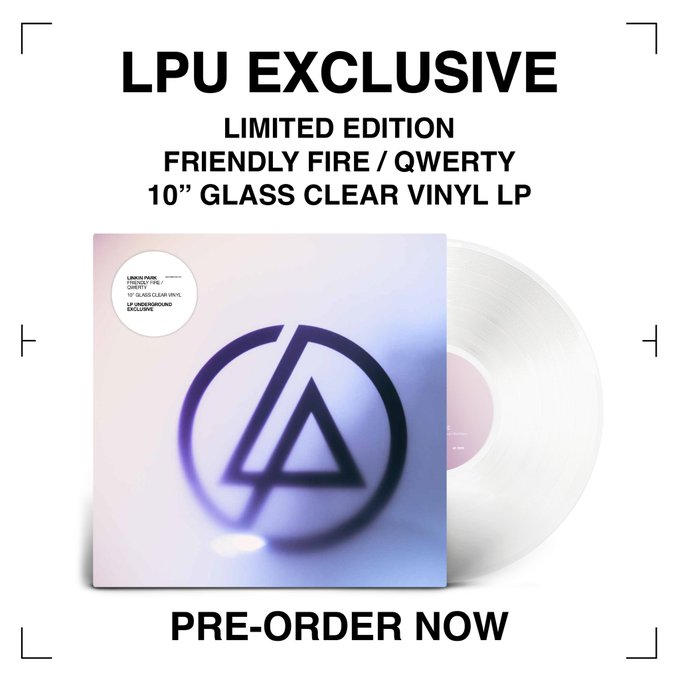 LPU EXCLUSIVE
LIMITED EDITION
FRIENDLY FIRE / QWERTY
10” GLASS CLEAR VINYL LP
LINKIN PARK
FRIENDLY FIRE /
QWERTY
10" GLASS CLEAR VINYL
LP UNDERGROUND
EXCLUSIVE
PRE-ORDER NOW